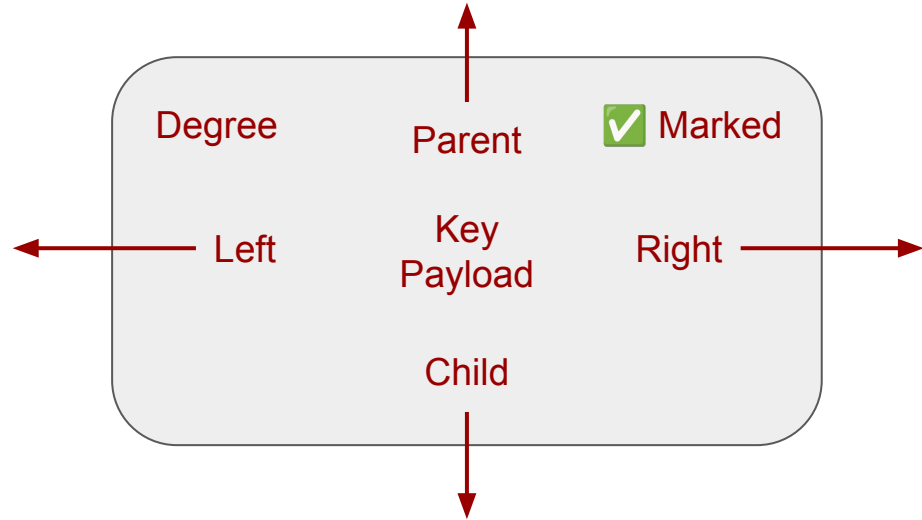 Degree
Parent
✅ Marked
Left
Key
Payload
Right
Child